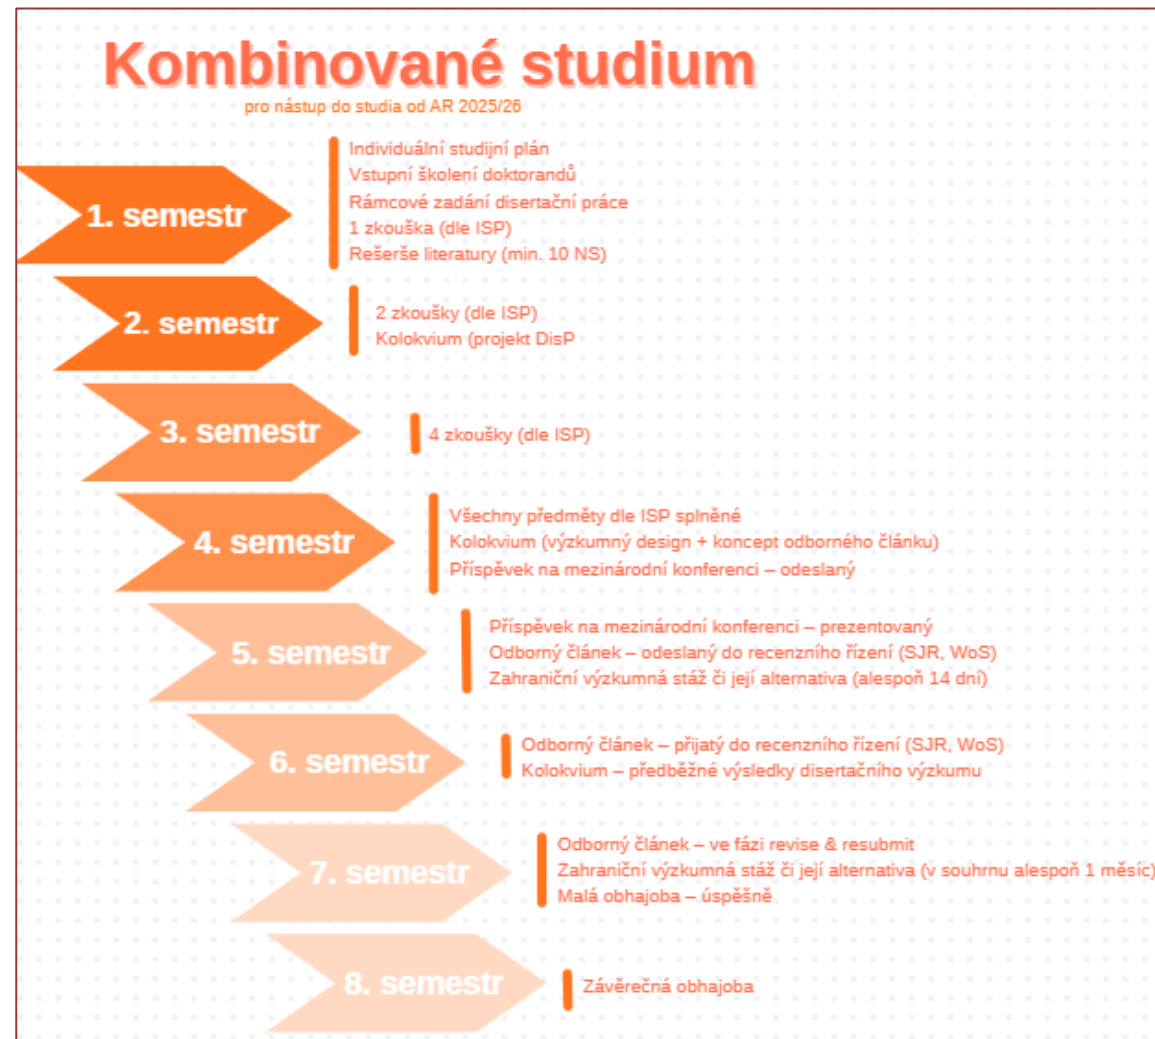 Kombinované studium
pro nástup do studia od AR 2025/26
1. semestr
Individuální studijní plán
Vstupní školení doktorandů
Rámcové zadání disertační práce
1 zkouška (dle ISP)
Rešerše literatury (min. 10 NS)
2. semestr
2 zkoušky (dle ISP)
Kolokvium (projekt DisP
3. semestr
4 zkoušky (dle ISP)
4. semestr
Všechny předměty dle ISP splněné
Kolokvium (výzkumný design + koncept odborného článku)
Příspěvek na mezinárodní konferenci – odeslaný
5. semestr
Příspěvek na mezinárodní konferenci – prezentovaný
Odborný článek – odeslaný do recenzního řízení (SJR, WoS)
Zahraniční výzkumná stáž či její alternativa (alespoň 14 dní)
6. semestr
Odborný článek – přijatý do recenzního řízení (SJR, WoS)
Kolokvium – předběžné výsledky disertačního výzkumu
7. semestr
Odborný článek – ve fázi revise & resubmit
Zahraniční výzkumná stáž či její alternativa (v souhrnu alespoň 1 měsíc)
Malá obhajoba – úspěšně
8. semestr
Závěrečná obhajoba